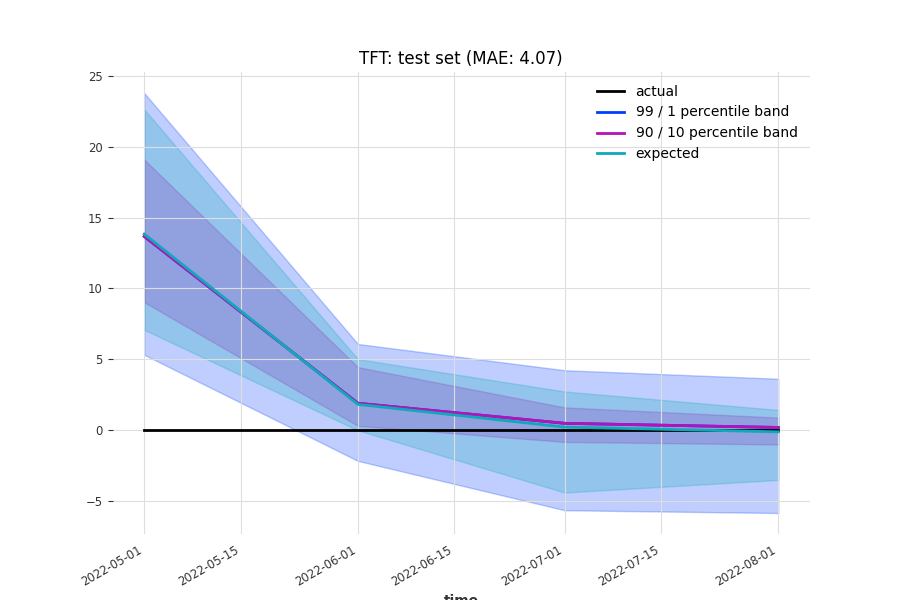 TFT: test set (MAE: 4.07)
actual
99 / 1 percentile band
90 / 10 percentile band
expected
25
20
15
10
5
0
−5
2022-05-01
2022-05-15
2022-06-01
2022-06-15
2022-07-01
2022-07-15
2022-08-01
time